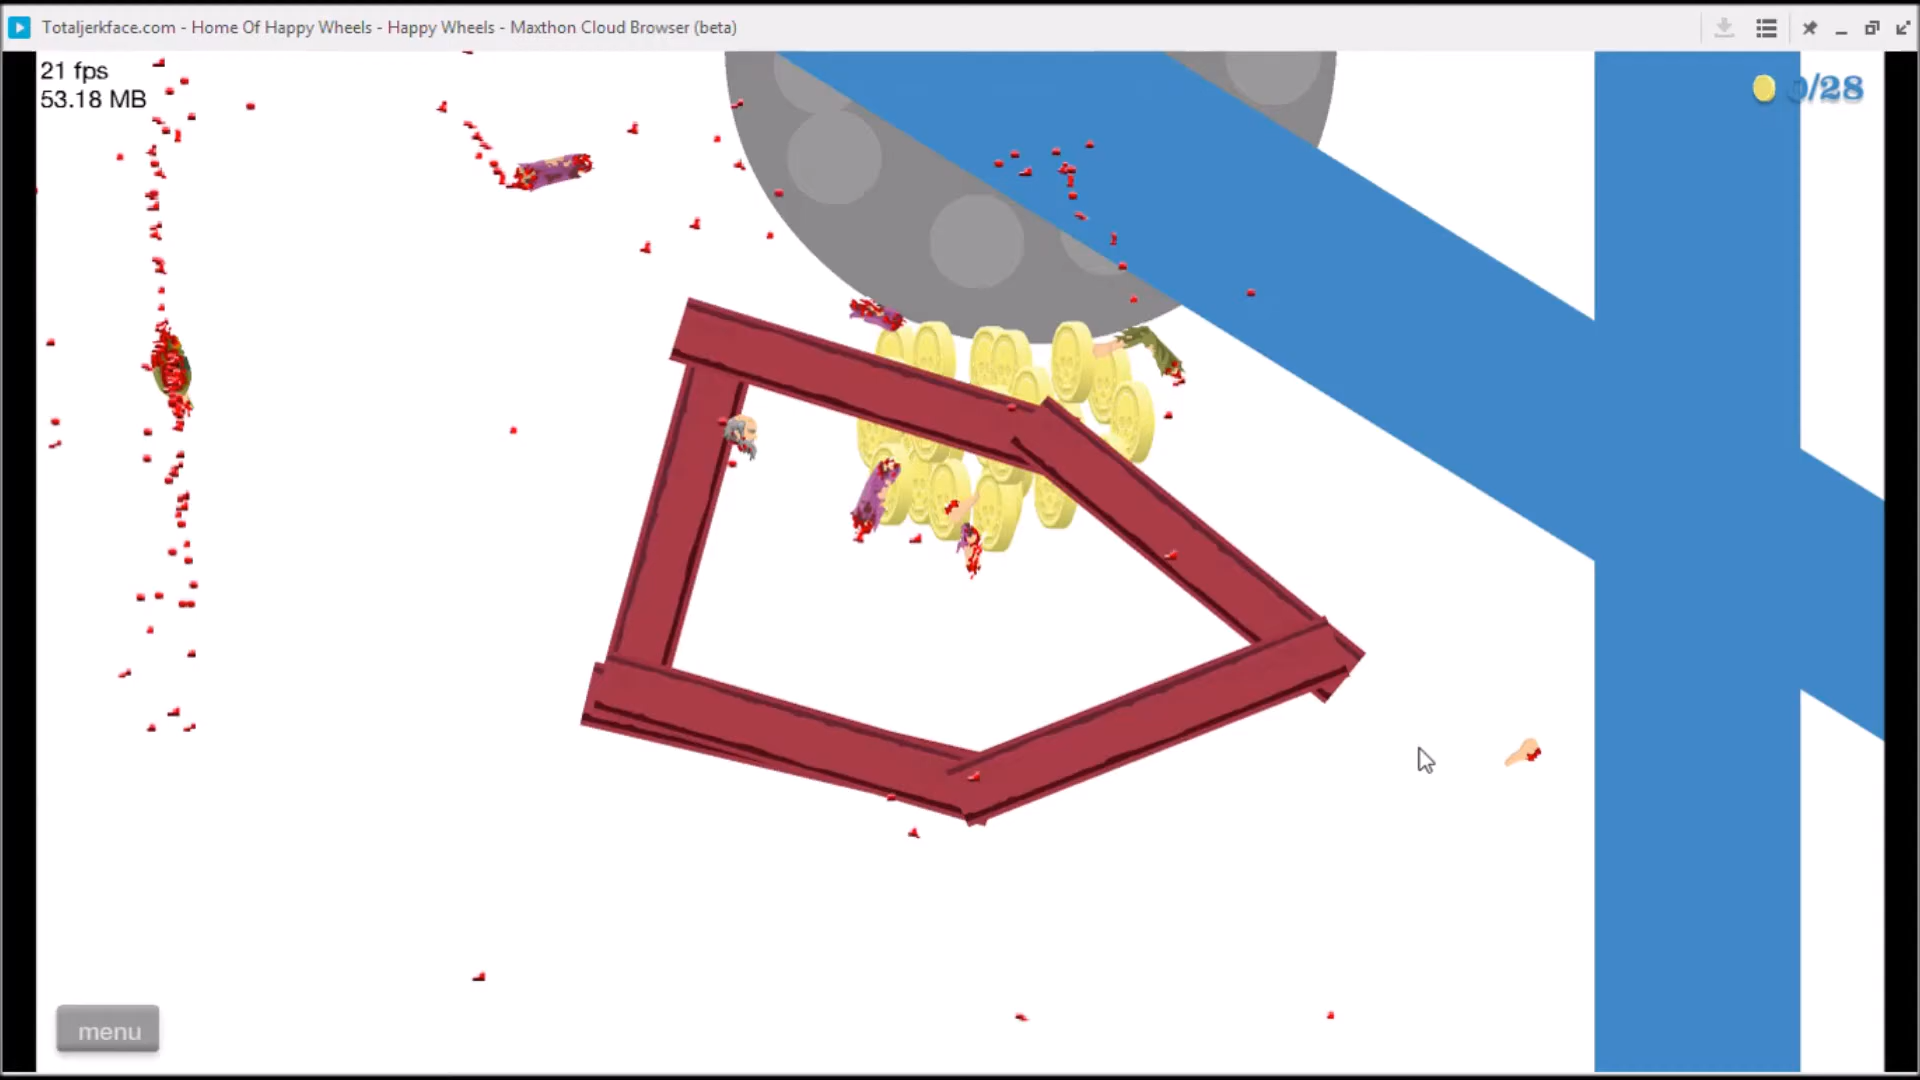 Totaljerkface.com - Home Of Happy Wheels - Happy Wheels - Maxthon Cloud Browser (beta)
21 fps
53.18 MB
0/28
menu